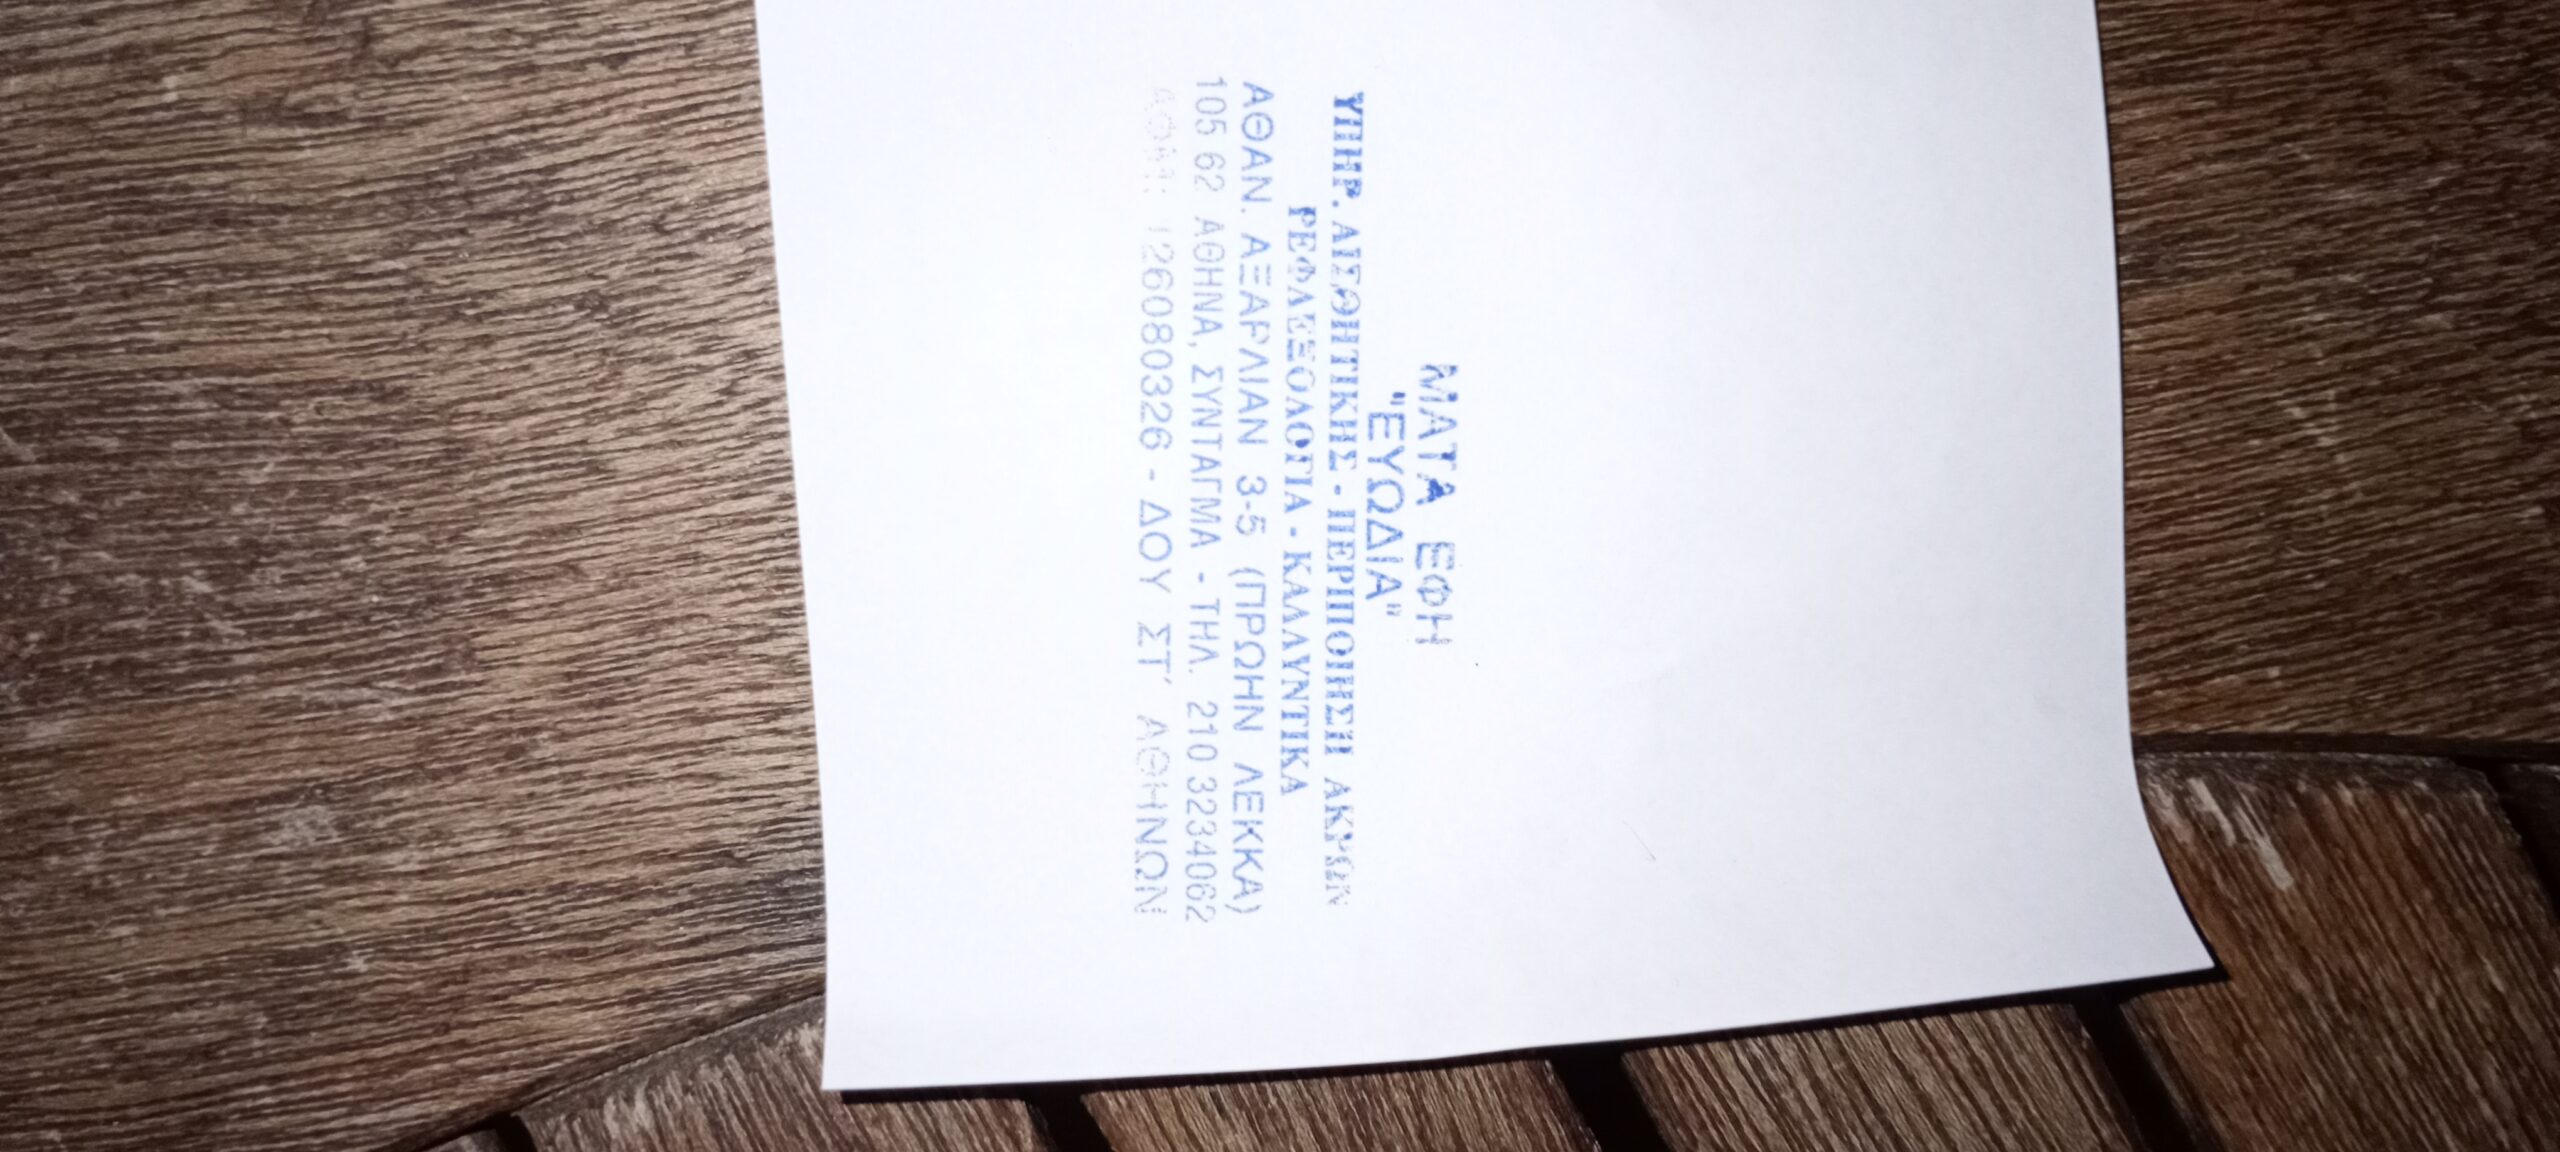 ΜΑΤΑ ΕΦΗ
"ΕΥΩΔΙΑ"
ΥΠΗΡ. ΑΙΣΘΗΤΙΚΗΣ - ΠΕΡΙΠΟΙΗΣΗ ΑΚΡΩΝ
ΡΕΦΛΕΞΟΛΟΓΙΑ - ΚΑΛΛΥΝΤΙΚΑ
ΑΘΑΝ. ΑΞΑΡΛΙΑΝ 3-5 (ΠΡΩΗΝ ΛΕΚΚΑ)
105 62 ΑΘΗΝΑ, ΣΥΝΤΑΓΜΑ - ΤΗΛ. 210 3234062
ΑΦΜ: 126080326 - ΔΟΥ ΣΤ΄ ΑΘΗΝΩΝ